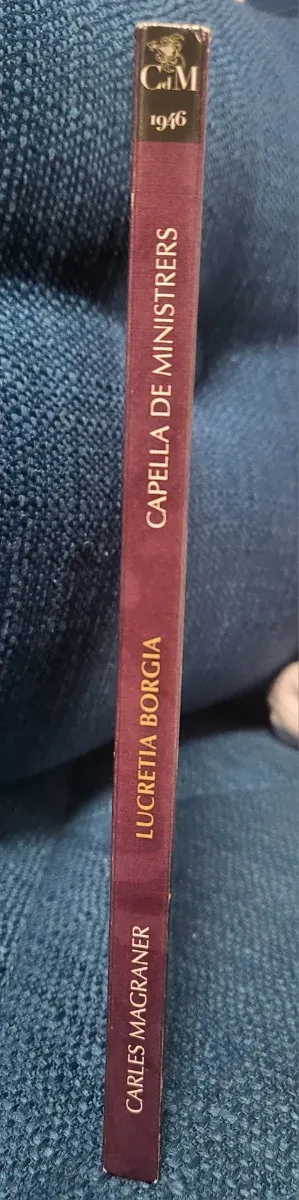 CdM
1946
CAPELLA DE MINISTRERS
LUCRETIA BORGIA
CARLES MAGRANER